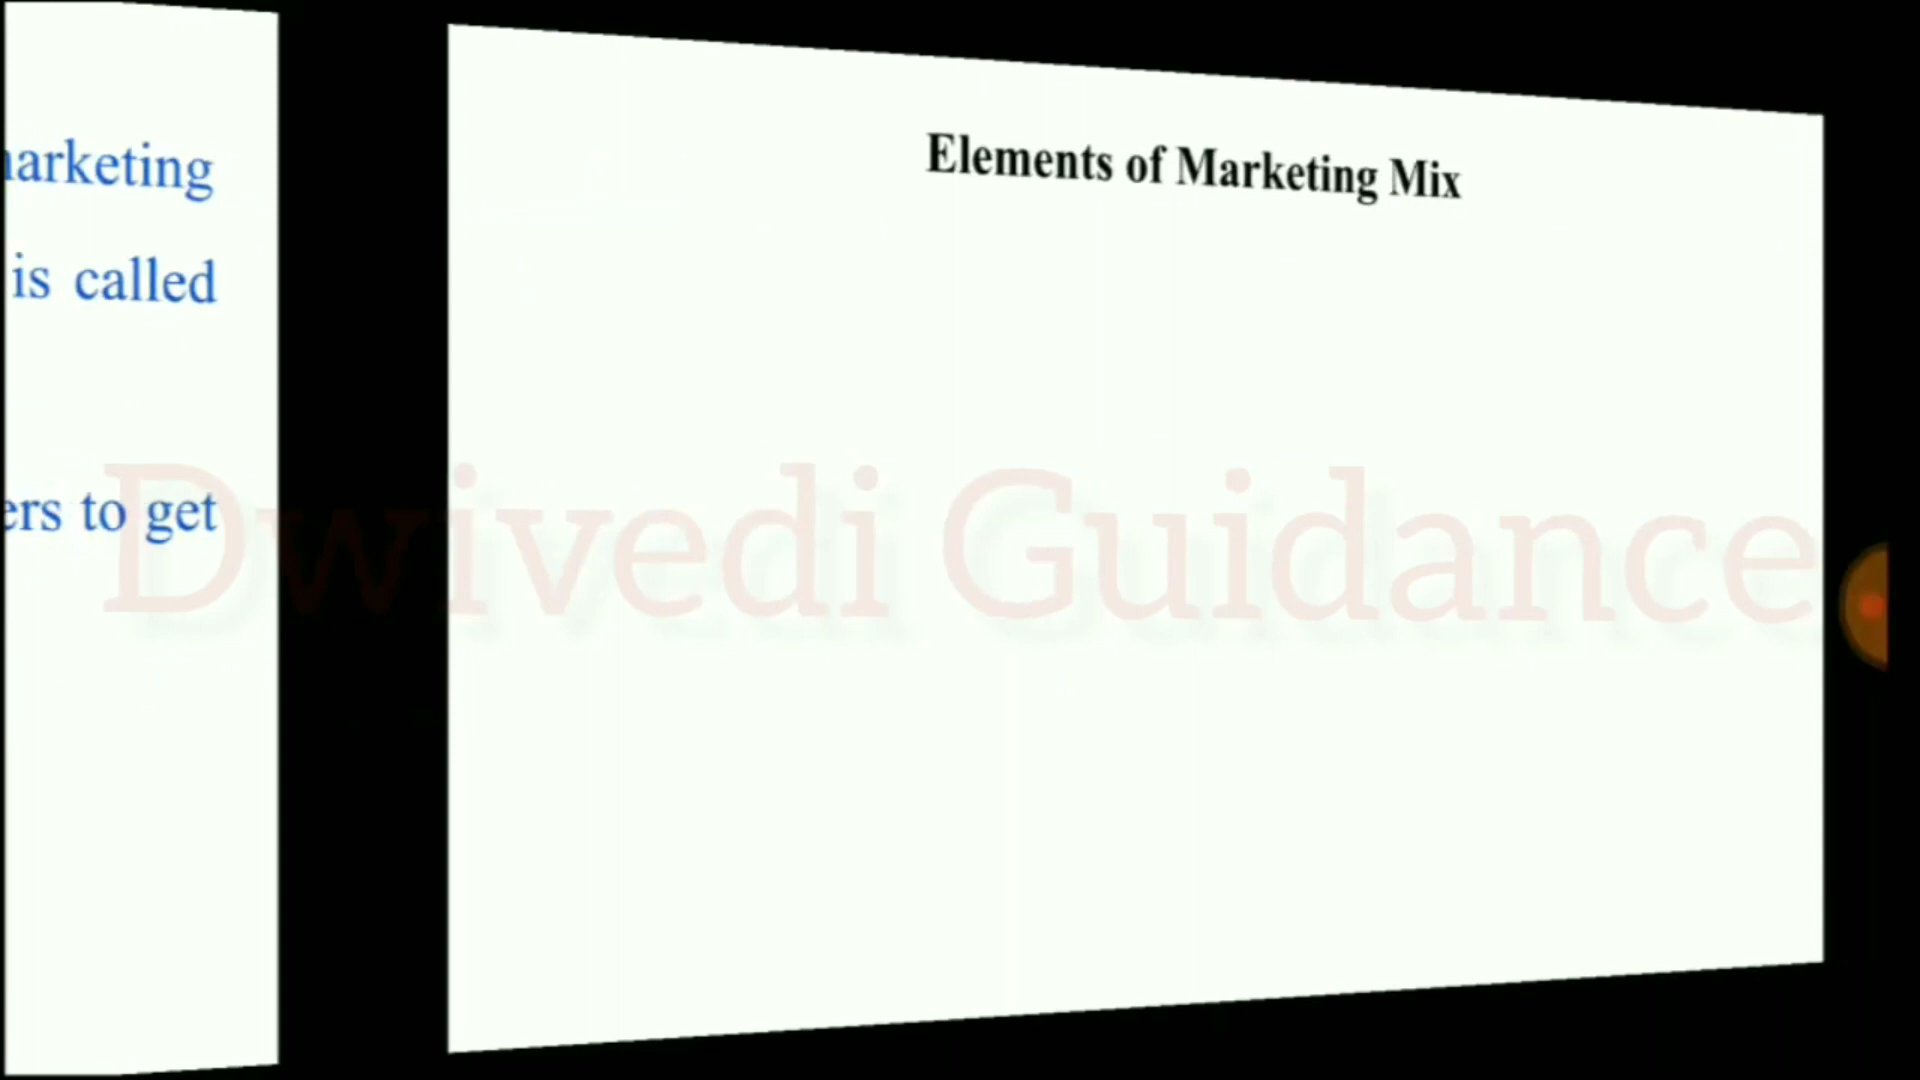 arketing
is called
ers to get
Elements of Marketing Mix
Dwivedi Guidance